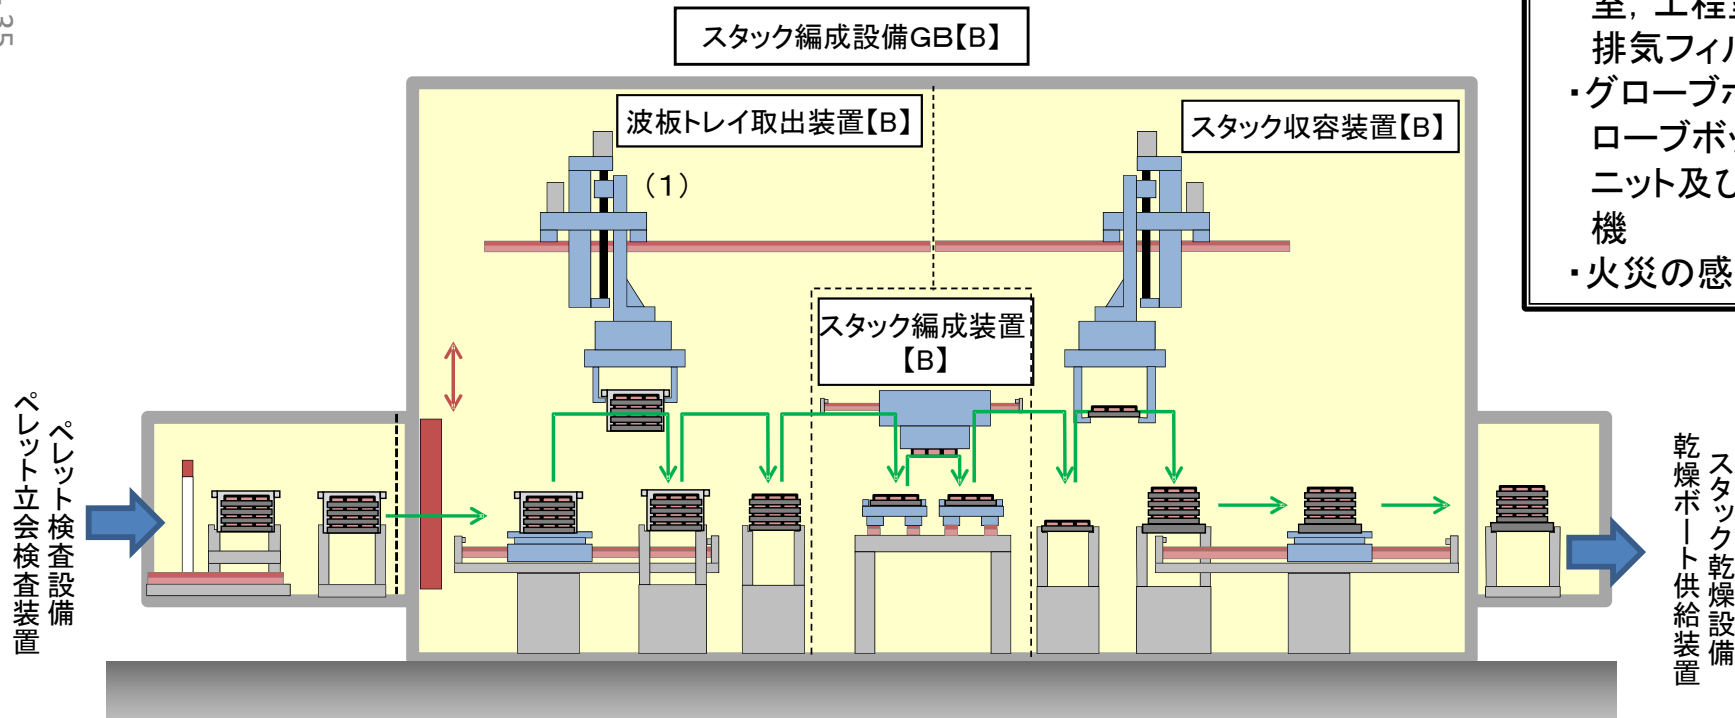 35
スタック編成設備GB【B】
波板トレイ取出装置【B】
スタック収容装置【B】
（1）
スタック編成装置
【B】
ペレット検査設備
ペレット立会検査装置
スタック乾燥設備
乾燥ボート供給装置
室，工程
排気フィル
・グローブボ
ローブボッ
ニット及び
機
・火災の感